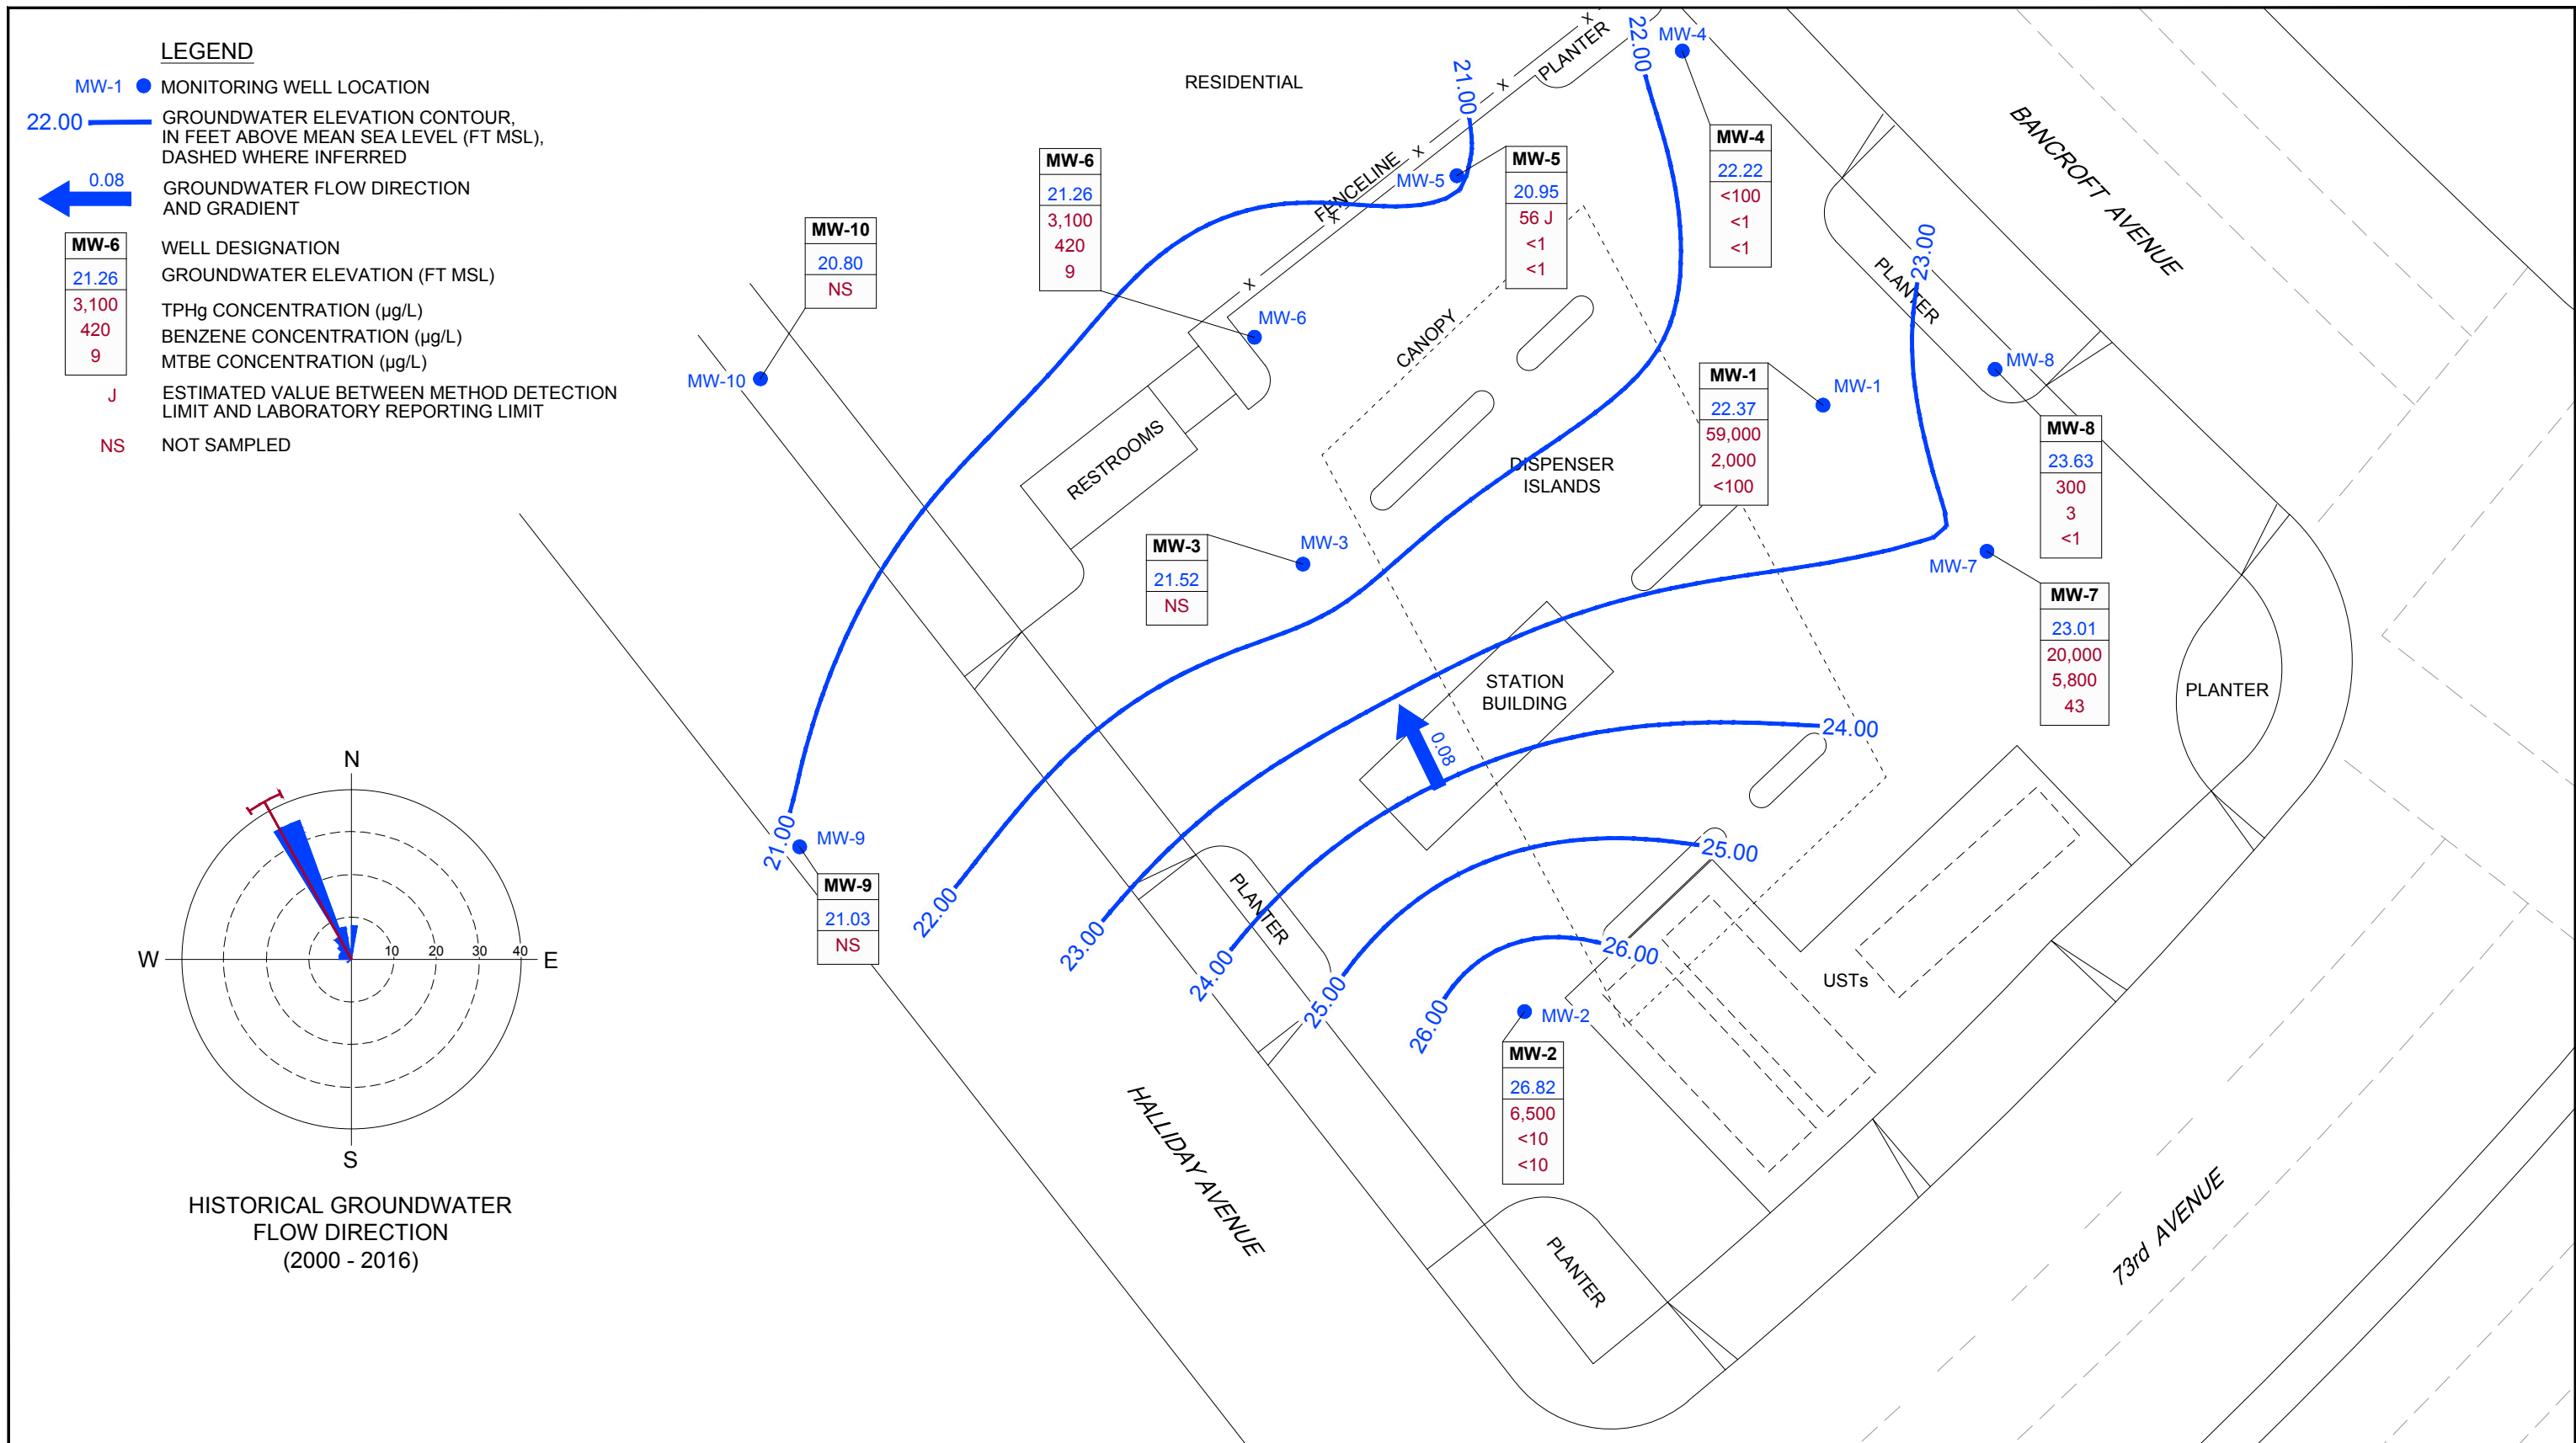 LEGEND
MW-1 MONITORING WELL LOCATION
22.00 GROUNDWATER ELEVATION CONTOUR,
IN FEET ABOVE MEAN SEA LEVEL (FT MSL),
DASHED WHERE INFERRED
0.08 GROUNDWATER FLOW DIRECTION
AND GRADIENT
MW-6 WELL DESIGNATION
21.26 GROUNDWATER ELEVATION (FT MSL)
3,100 TPHg CONCENTRATION (µg/L)
420 BENZENE CONCENTRATION (µg/L)
9 MTBE CONCENTRATION (µg/L)
J ESTIMATED VALUE BETWEEN METHOD DETECTION
LIMIT AND LABORATORY REPORTING LIMIT
NS NOT SAMPLED
RESIDENTIAL
FENCELINE
x
x
x
x
x
PLANTER
21.00
22.00
MW-4
MW-4
22.22
<100
<1
<1
MW-5
MW-5
20.95
56 J
<1
<1
MW-6
21.26
3,100
420
9
MW-6
MW-10
20.80
NS
MW-10
BANCROFT AVENUE
PLANTER
23.00
MW-8
MW-8
23.63
300
3
<1
MW-1
22.37
59,000
2,000
<100
MW-1
CANOPY
DISPENSER
ISLANDS
RESTROOMS
MW-3
21.52
NS
MW-3
MW-7
MW-7
23.01
20,000
5,800
43
PLANTER
STATION
BUILDING
0.08
24.00
25.00
26.00
21.00
MW-9
MW-9
21.03
NS
22.00
23.00
24.00
25.00
26.00
PLANTER
MW-2
MW-2
26.82
6,500
<10
<10
USTs
HALLIDAY AVENUE
PLANTER
73rd AVENUE
N
W
10
20
30
40
E
S
HISTORICAL GROUNDWATER
FLOW DIRECTION
(2000 - 2016)